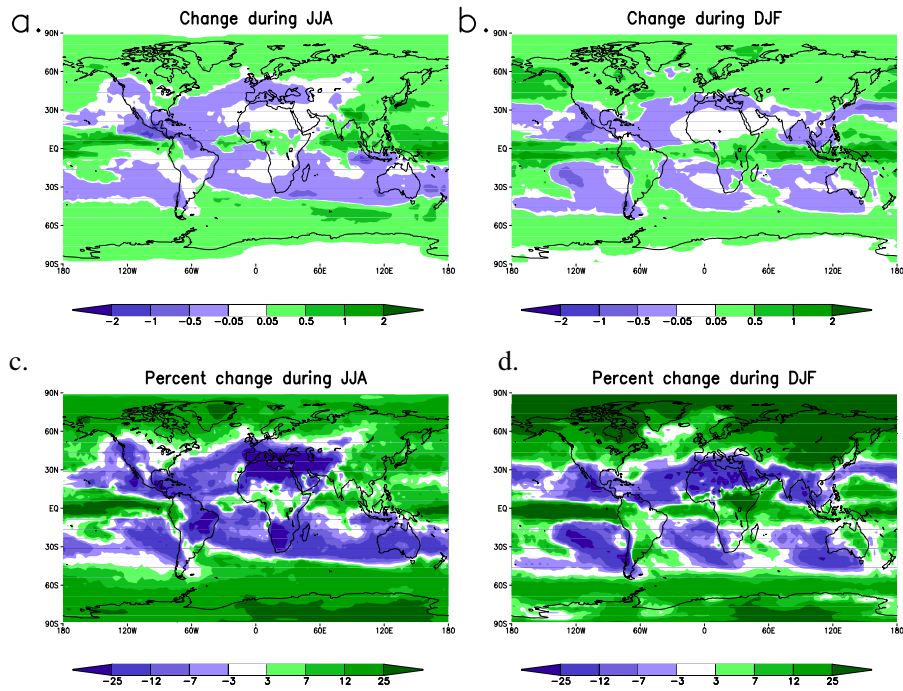 a.
Change during JJA
90N
60N
30N
EQ
30S
60S
90S
180 120W 60W 0 60E 120E 180
-2 -1 -0.5 -0.05 0.05 0.5 1 2
b.
Change during DJF
90N
60N
30N
EQ
30S
60S
90S
180 120W 60W 0 60E 120E 180
-2 -1 -0.5 -0.05 0.05 0.5 1 2
c.
Percent change during JJA
90N
60N
30N
EQ
30S
60S
90S
180 120W 60W 0 60E 120E 180
-25 -12 -7 -3 3 7 12 25
d.
Percent change during DJF
90N
60N
30N
EQ
30S
60S
90S
180 120W 60W 0 60E 120E 180
-25 -12 -7 -3 3 7 12 25